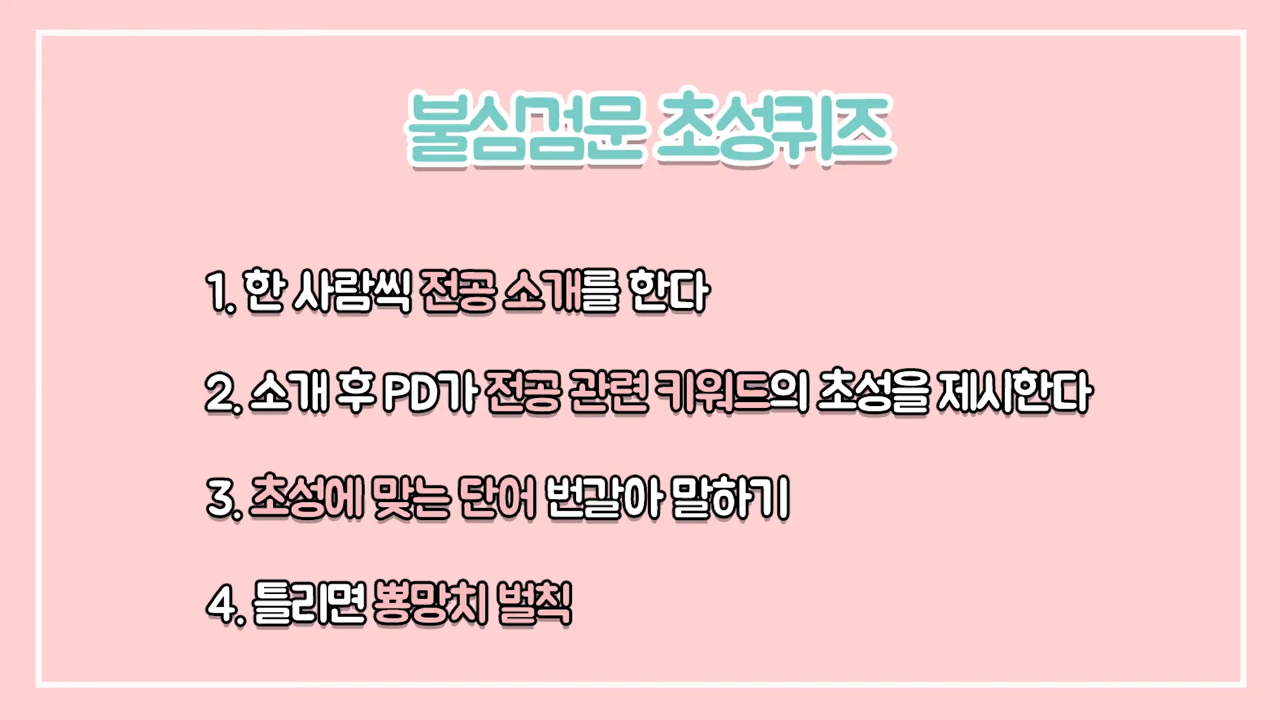 불심검문 초성퀴즈
1. 한 사람씩 전공 소개를 한다
2. 소개 후 PD가 전공 관련 키워드의 초성을 제시한다
3. 초성에 맞는 단어 번갈아 말하기
4. 틀리면 뿅망치 벌칙